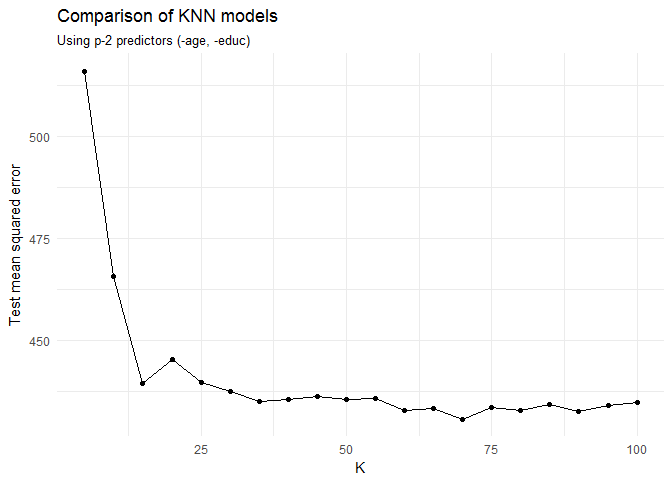 Comparison of KNN models
Using p-2 predictors (-age, -educ)
Test mean squared error
500
475
450
25 50 75 100
K